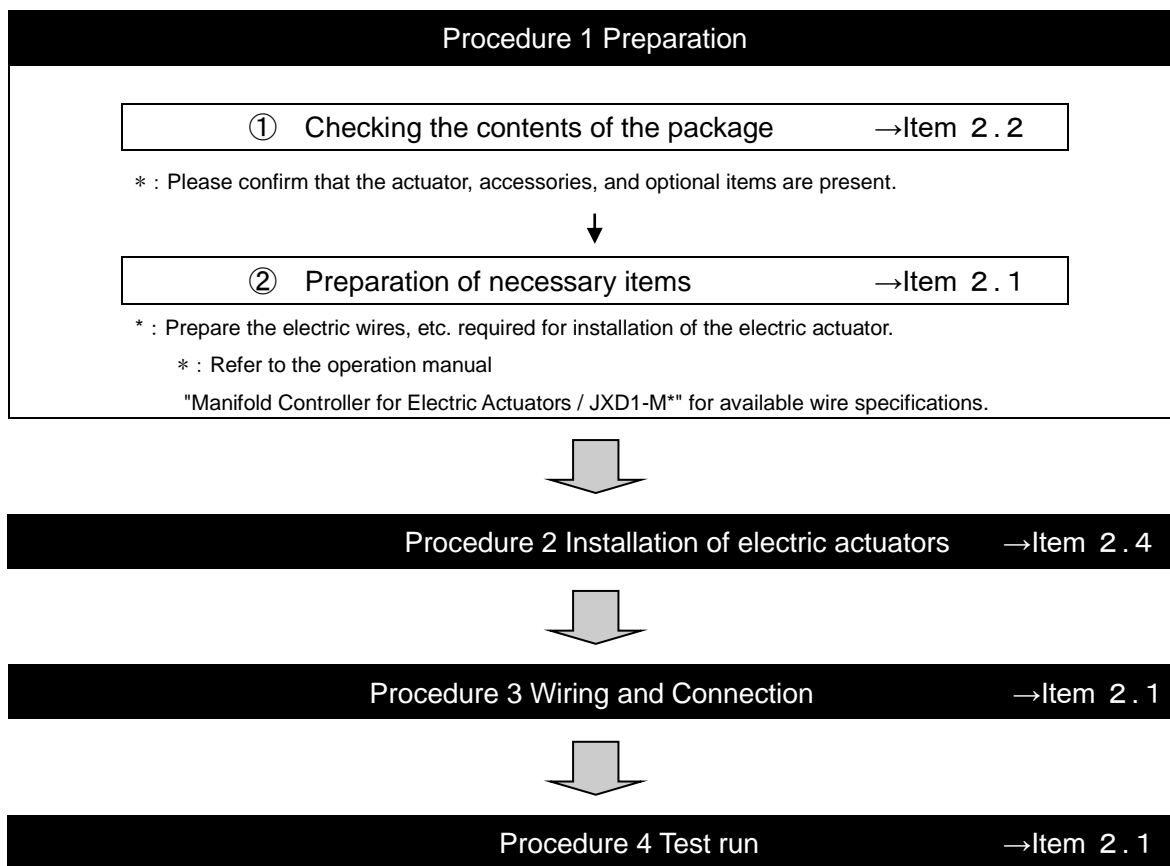 Procedure 1 Preparation
① Checking the contents of the package →Item ２.２
＊ : Please confirm that the actuator, accessories, and optional items are present.
② Preparation of necessary items →Item ２.１
* : Prepare the electric wires, etc. required for installation of the electric actuator.
＊ : Refer to the operation manual
"Manifold Controller for Electric Actuators / JXD1-M*" for available wire specifications.
Procedure 2 Installation of electric actuators →Item ２.４
Procedure 3 Wiring and Connection →Item ２.１
Procedure 4 Test run →Item ２.１